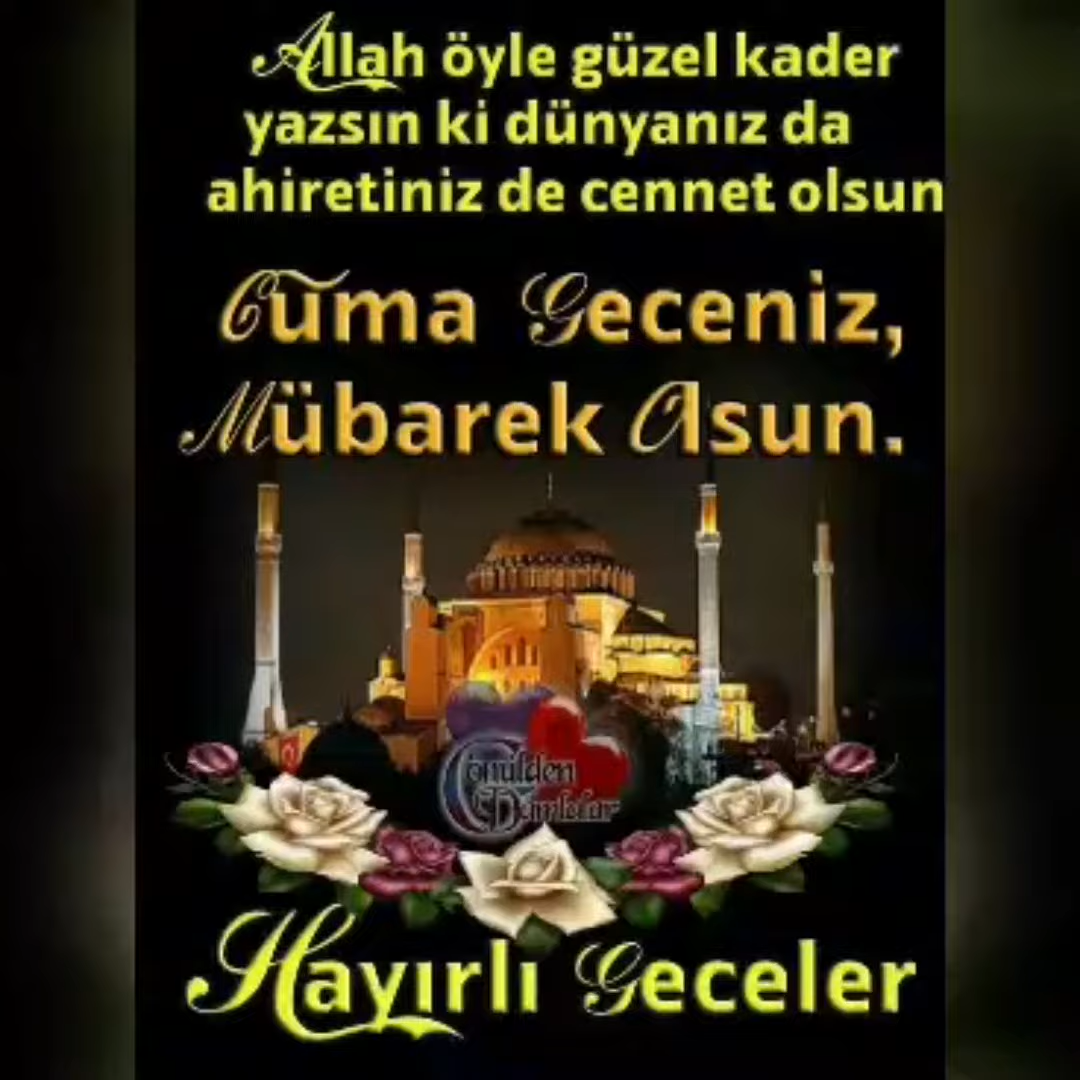 Allah öyle güzel kader
yazsın ki dünyanız da
ahiretiniz de cennet olsun
Cuma Geceniz,
Mübarek Olsun.
Gönülden
Damlalar
Hayırlı Geceler